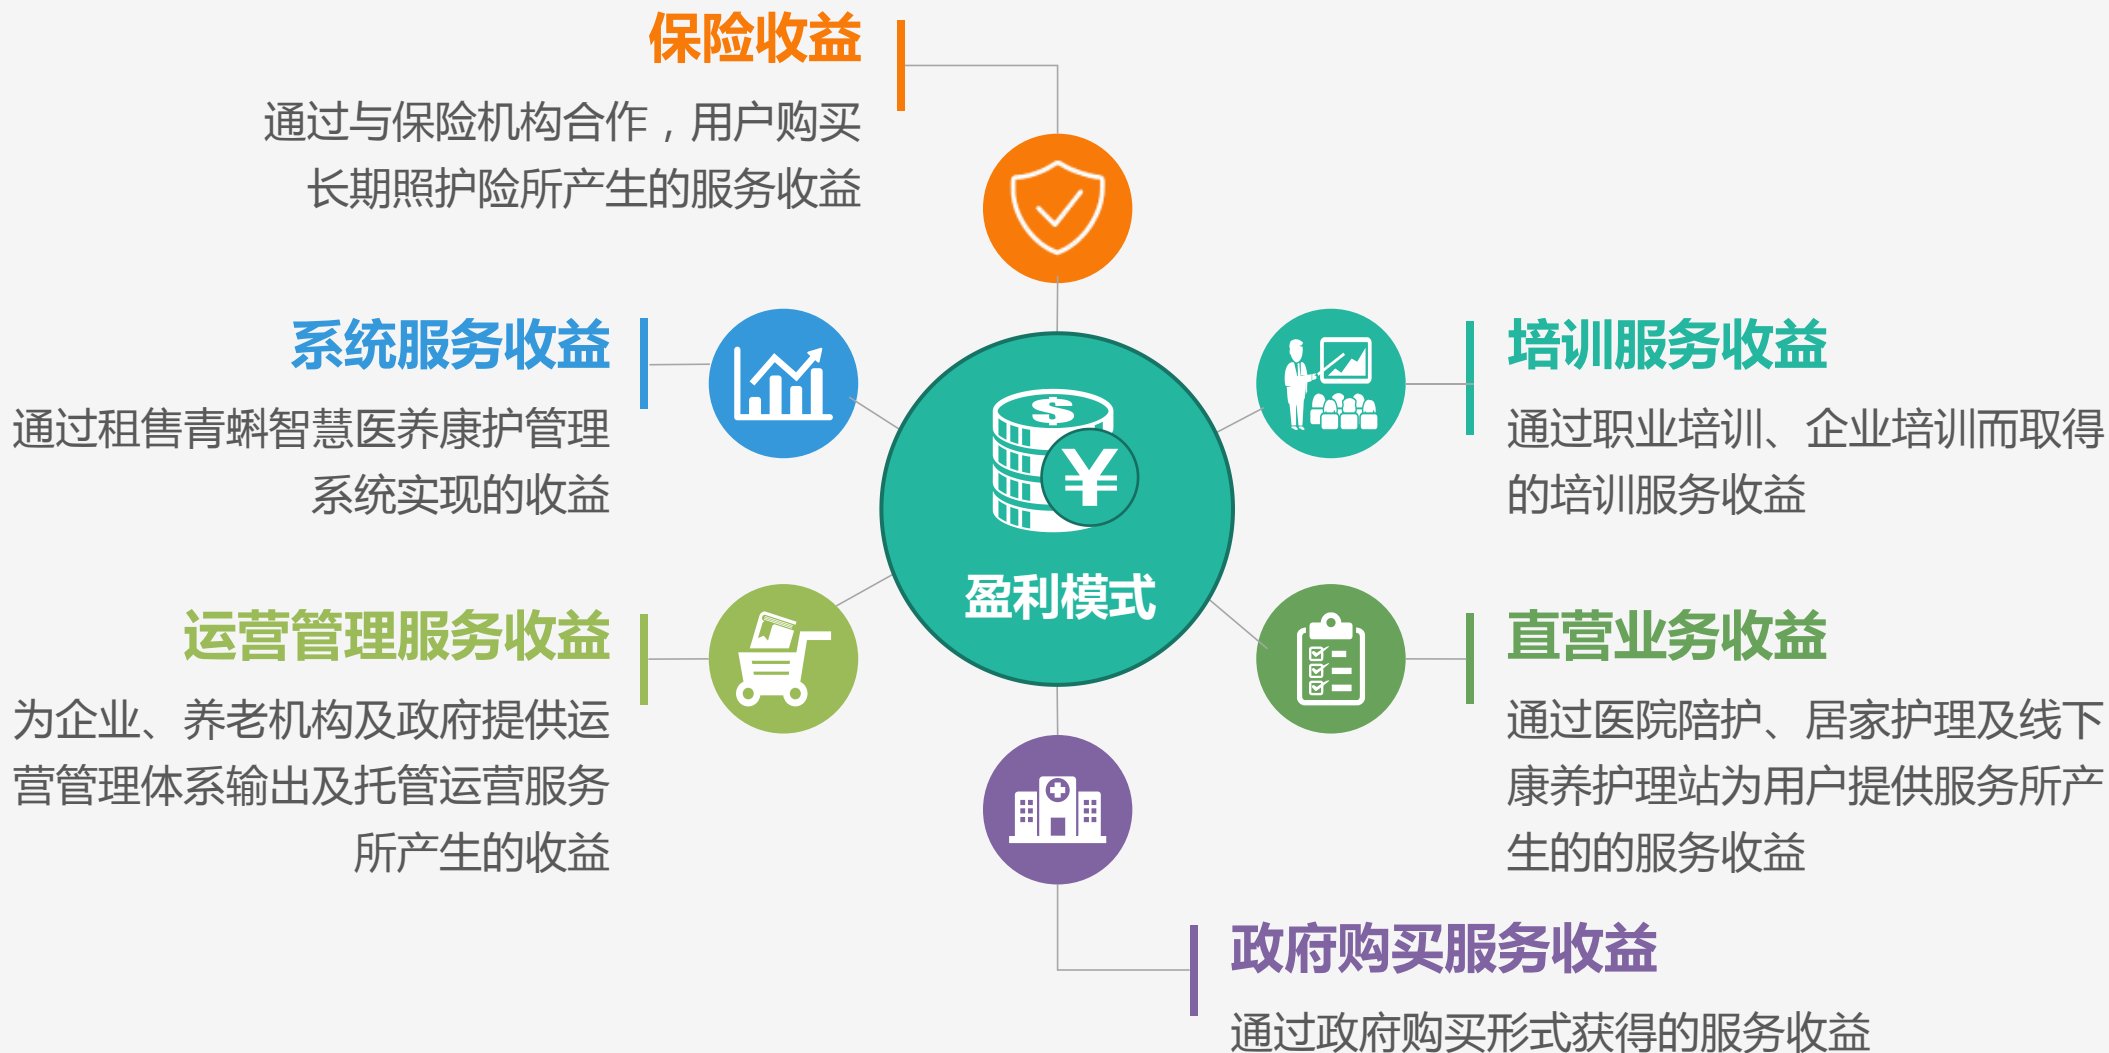 保险收益
通过与保险机构合作，用户购买
长期照护险所产生的服务收益
系统服务收益
通过租售青蝌智慧医养康护管理
系统实现的收益
运营管理服务收益
为企业、养老机构及政府提供运
营管理体系输出及托管运营服务
所产生的收益
$
¥
盈利模式
培训服务收益
通过职业培训、企业培训而取得
的培训服务收益
直营业务收益
通过医院陪护、居家护理及线下
康养护理站为用户提供服务所产
生的的服务收益
政府购买服务收益
通过政府购买形式获得的服务收益